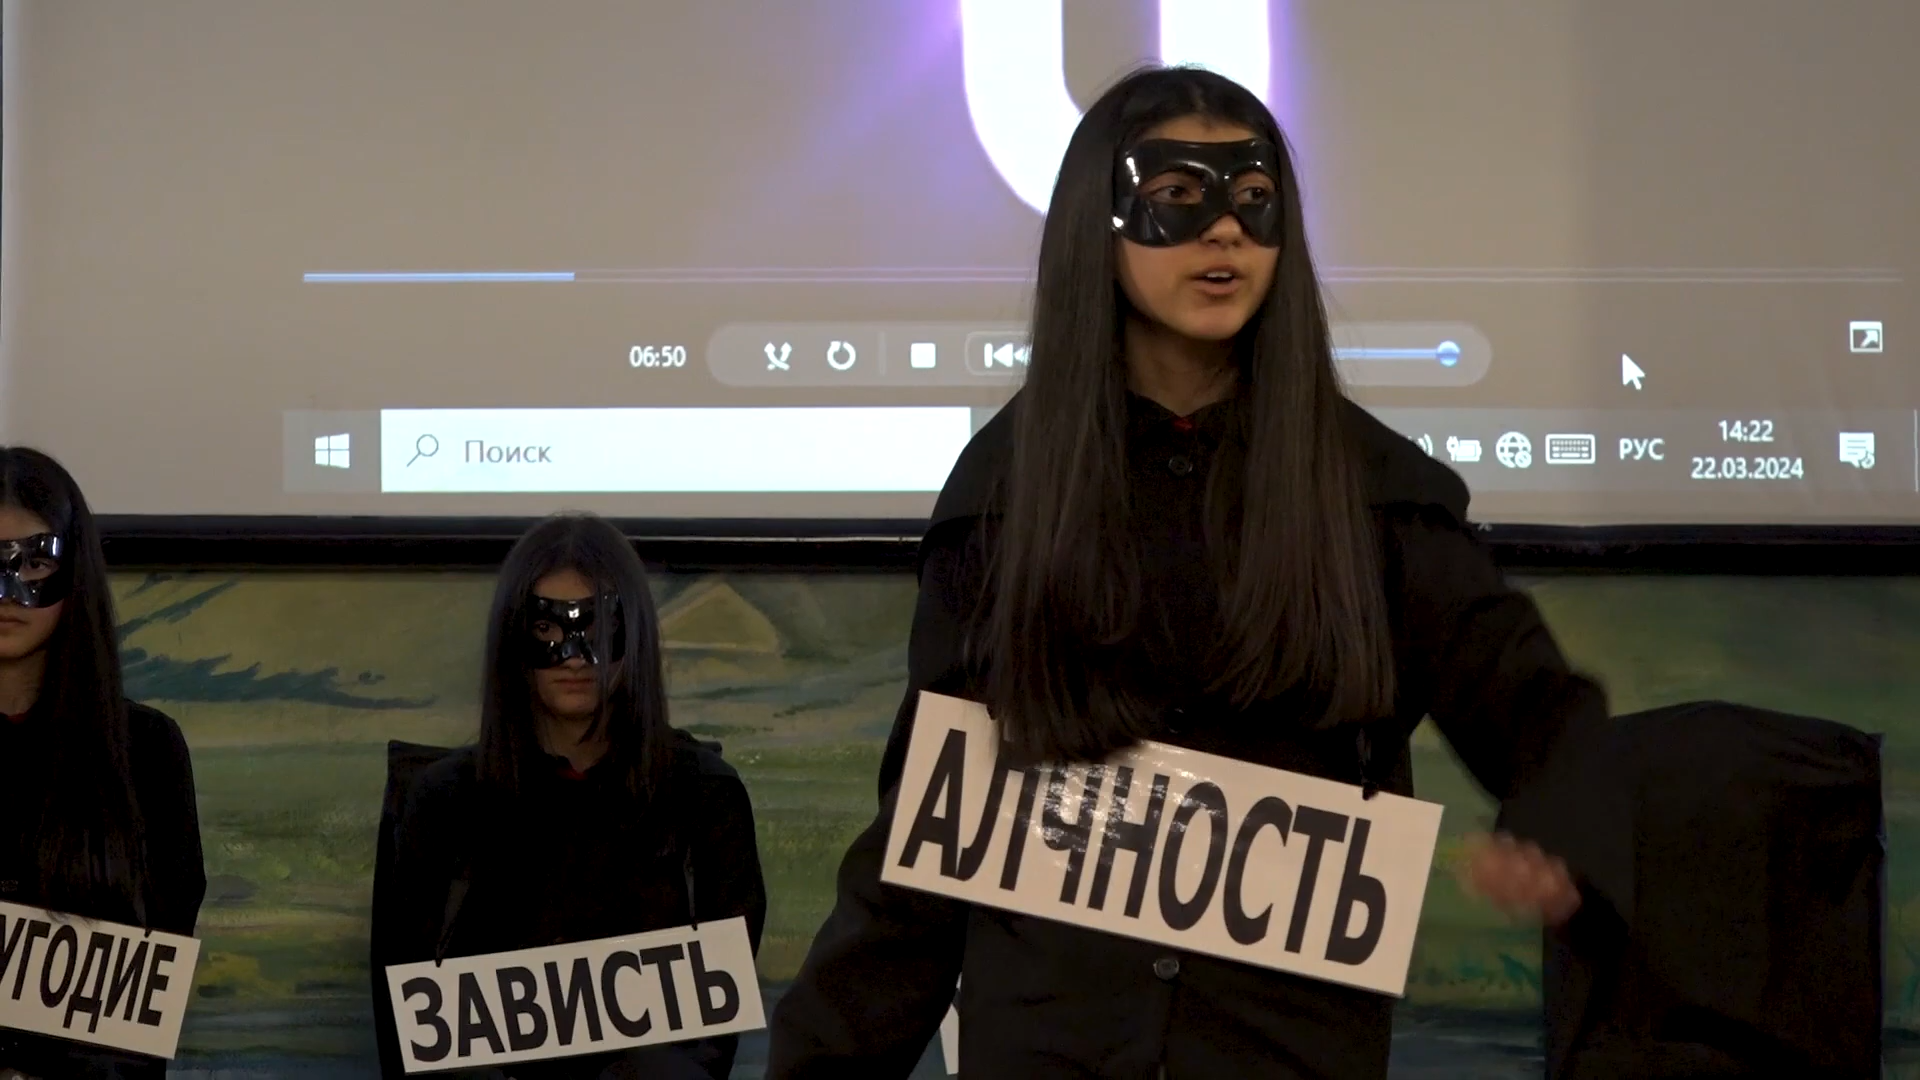 06:50
Поиск
РУС
14:22
22.03.2024
АЛЧНОСТЬ
УГОДИЕ
ЗАВИСТЬ